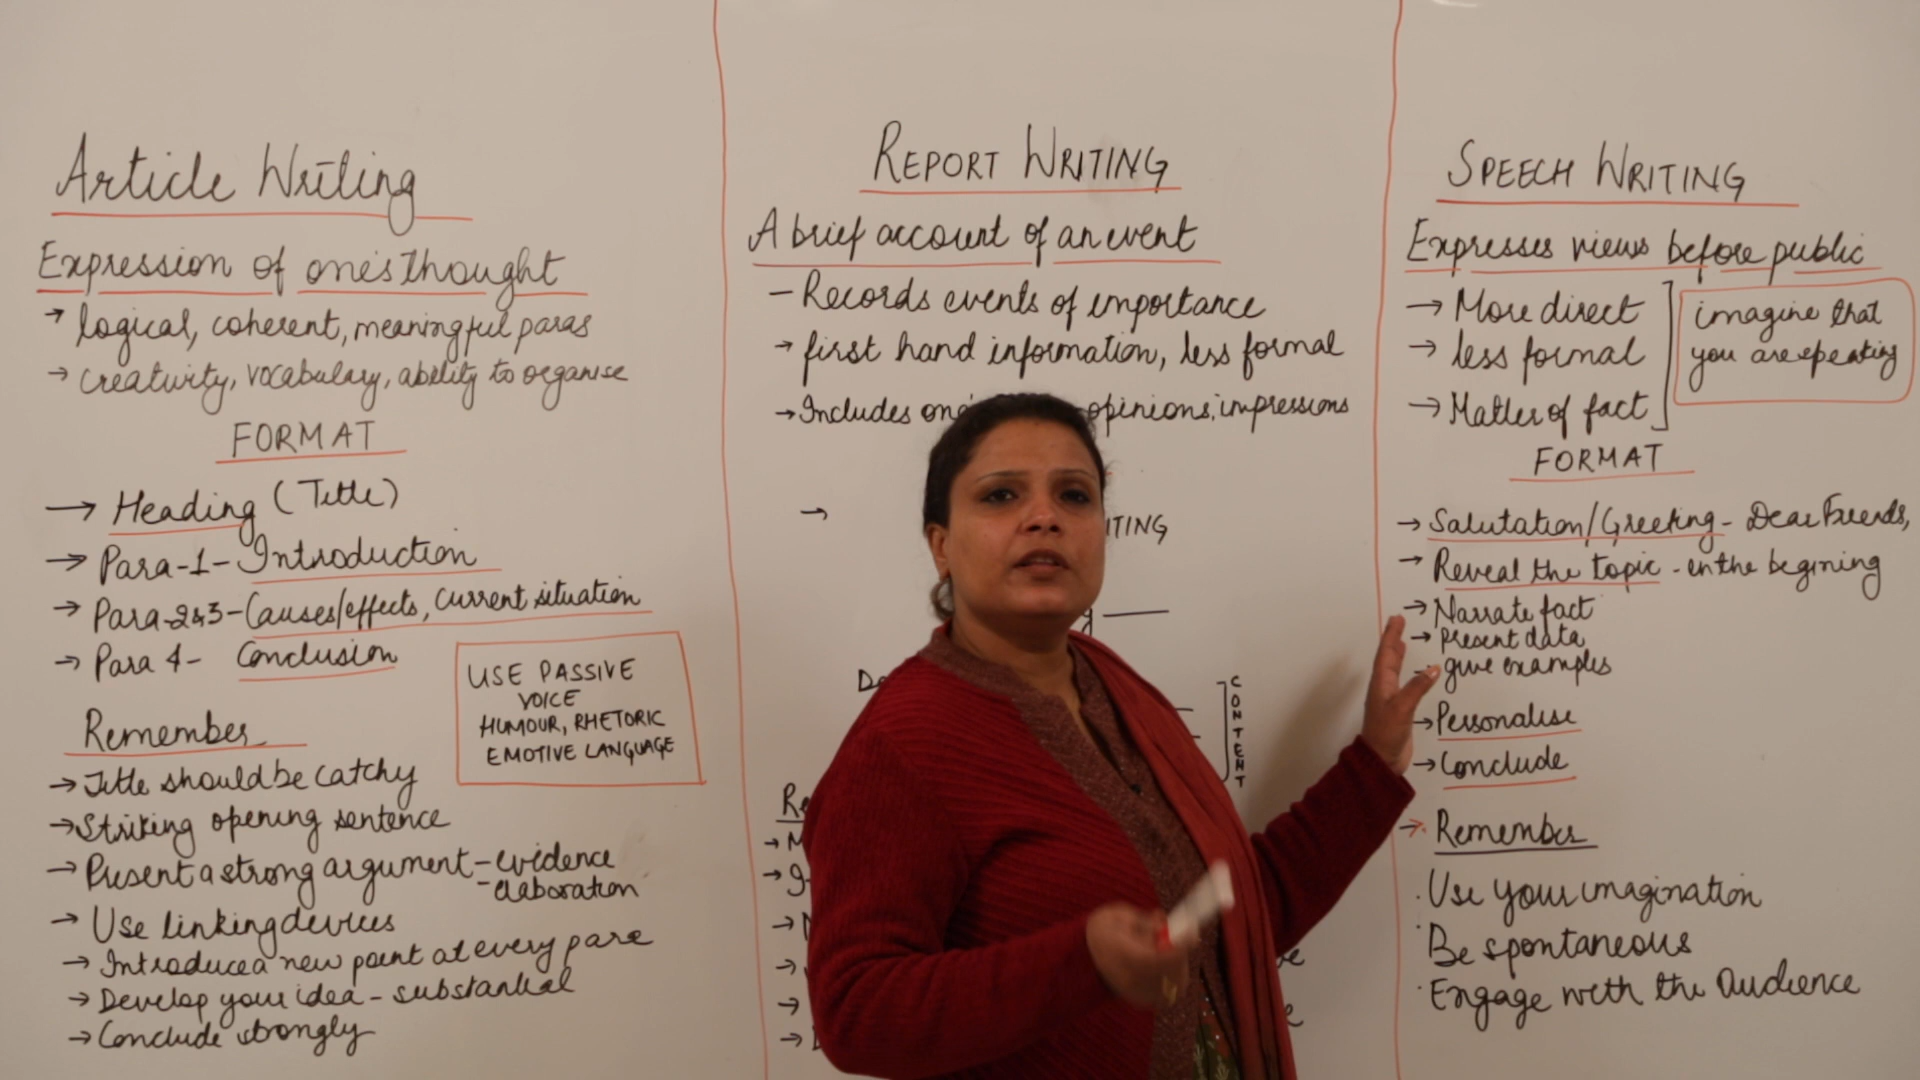 Article Writing
Expression of one's thought
→ logical, coherent, meaningful paras
→ creativity, vocabulary, ability to organise
FORMAT
→ Heading (Title)
→ Para-1- Introduction
→ Para-2&3- Causes/effects, current situation
→ Para 4- Conclusion
USE PASSIVE
VOICE
HUMOUR, RHETORIC
EMOTIVE LANGUAGE
Remember
→ Title should be catchy
→ Striking opening sentence
→ Present a strong argument - evidence
- elaboration
→ Use linking devices
→ Introduce a new point at every para
→ Develop your idea - substantial
→ Conclude strongly
REPORT WRITING
A brief account of an event
- Records events of importance
→ first hand information, less formal
→ Includes opinions, impressions
→
CONTENT
SPEECH WRITING
Expresses views before public
→ More direct
→ less formal
→ Matter of fact
imagine that
you are
FORMAT
→ Salutation/Greeting - Dear Friends,
→ Reveal the topic - in the begining
→ Narrate fact
→ present data
→ give examples
→ Personalise
→ Conclude
→ Remember
· Use your imagination
· Be spontaneous
· Engage with the Audience